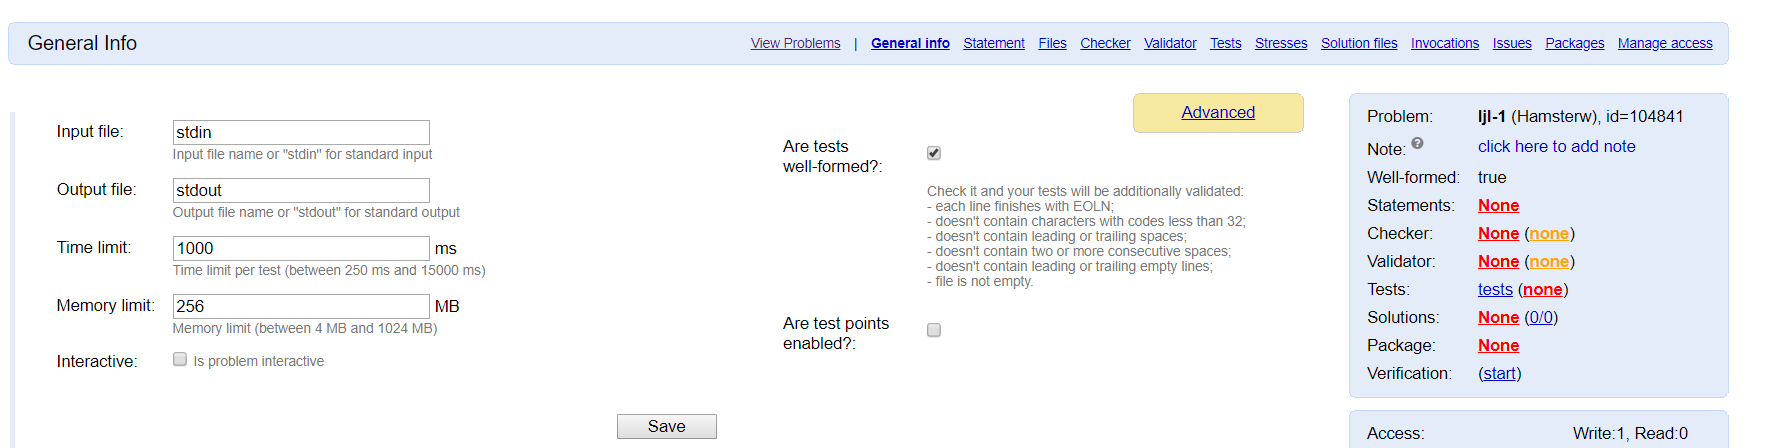 General Info
View Problems | General info Statement Files Checker Validator Tests Stresses Solution files Invocations Issues Packages Manage access
Input file: stdin
Input file name or "stdin" for standard input
Output file: stdout
Output file name or "stdout" for standard output
Time limit: 1000 ms
Time limit per test (between 250 ms and 15000 ms)
Memory limit: 256 MB
Memory limit (between 4 MB and 1024 MB)
Interactive: Is problem interactive
Advanced
Are tests
well-formed?:
Check it and your tests will be additionally validated:
- each line finishes with EOLN;
- doesn't contain characters with codes less than 32;
- doesn't contain leading or trailing spaces;
- doesn't contain two or more consecutive spaces;
- doesn't contain leading or trailing empty lines;
- file is not empty.
Are test points
enabled?:
Save
Problem: ljl-1 (Hamsterw), id=104841
Note: ? click here to add note
Well-formed: true
Statements: None
Checker: None (none)
Validator: None (none)
Tests: tests (none)
Solutions: None (0/0)
Package: None
Verification: (start)
Access: Write:1, Read:0